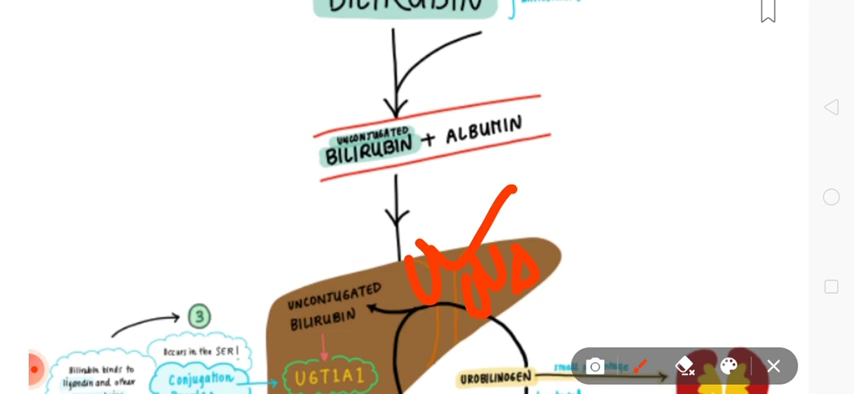 BILIRUBIN
UNCONJUGATED
BILIRUBIN + ALBUMIN
UNCONJUGATED
BILIRUBIN
3
Occurs in the SER!
Bilirubin binds to
ligandin and other
Conjugation
UGT1A1
UROBILINOGEN
small